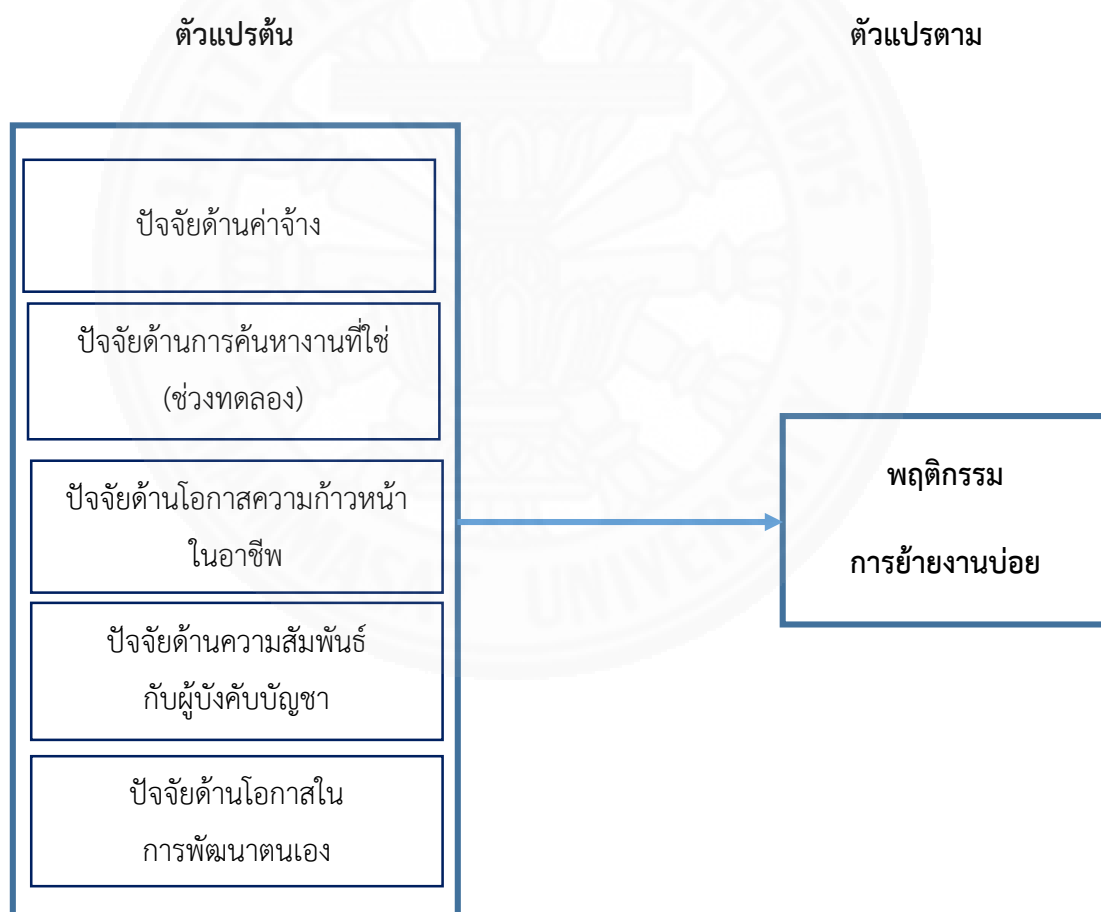 ตัวแปรต้น
ตัวแปรตาม
ปัจจัยด้านค่าจ้าง
ปัจจัยด้านการค้นหางานที่ใช่
(ช่วงทดลอง)
ปัจจัยด้านโอกาสความก้าวหน้า
ในอาชีพ
ปัจจัยด้านความสัมพันธ์
กับผู้บังคับบัญชา
ปัจจัยด้านโอกาสใน
การพัฒนาตนเอง
พฤติกรรม
การย้ายงานบ่อย
UNIVERSITY